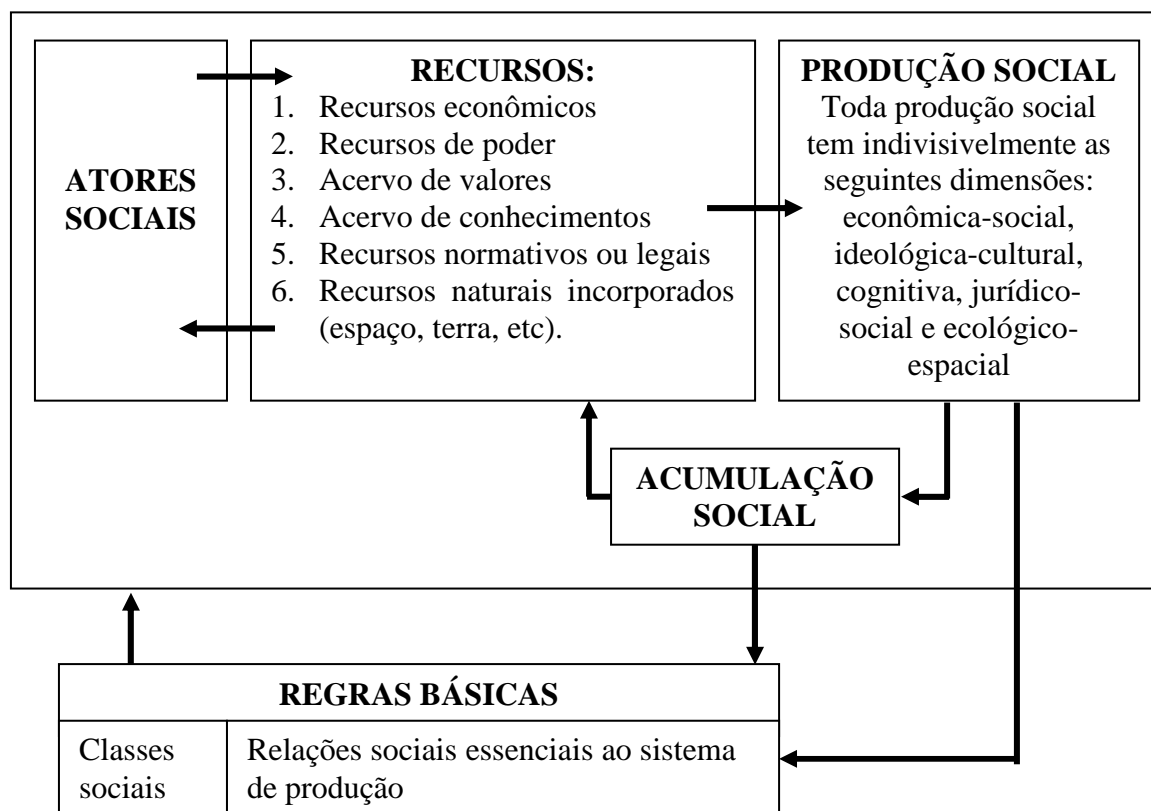 ATORES
SOCIAIS
RECURSOS:
1. Recursos econômicos
2. Recursos de poder
3. Acervo de valores
4. Acervo de conhecimentos
5. Recursos normativos ou legais
6. Recursos naturais incorporados
(espaço, terra, etc).
PRODUÇÃO SOCIAL
Toda produção social
tem indivisivelmente as
seguintes dimensões:
econômica-social,
ideológica-cultural,
cognitiva, jurídico-
social e ecológico-
espacial
ACUMULAÇÃO
SOCIAL
REGRAS BÁSICAS
Classes
sociais
Relações sociais essenciais ao sistema
de produção